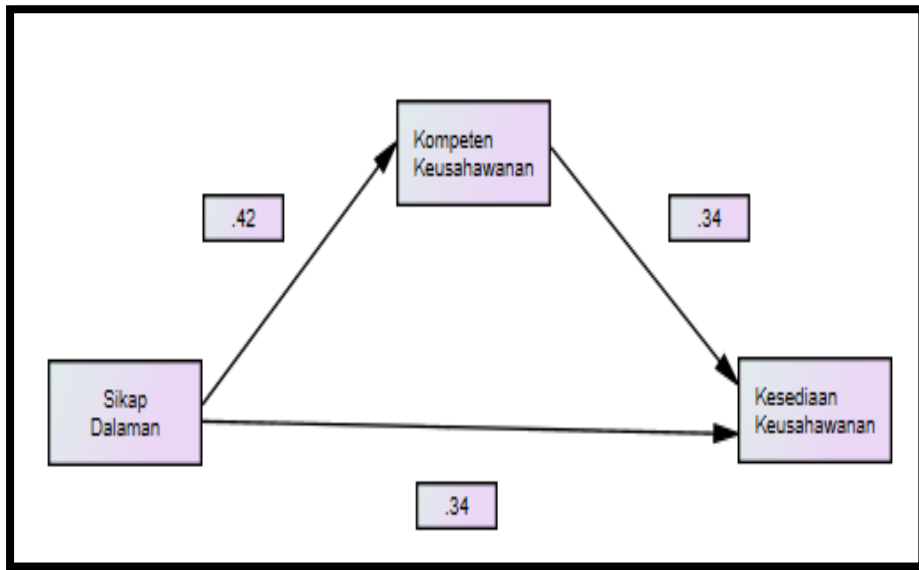 Kompeten
Keusahawanan
.42
.34
Sikap
Dalaman
Kesediaan
Keusahawanan
.34